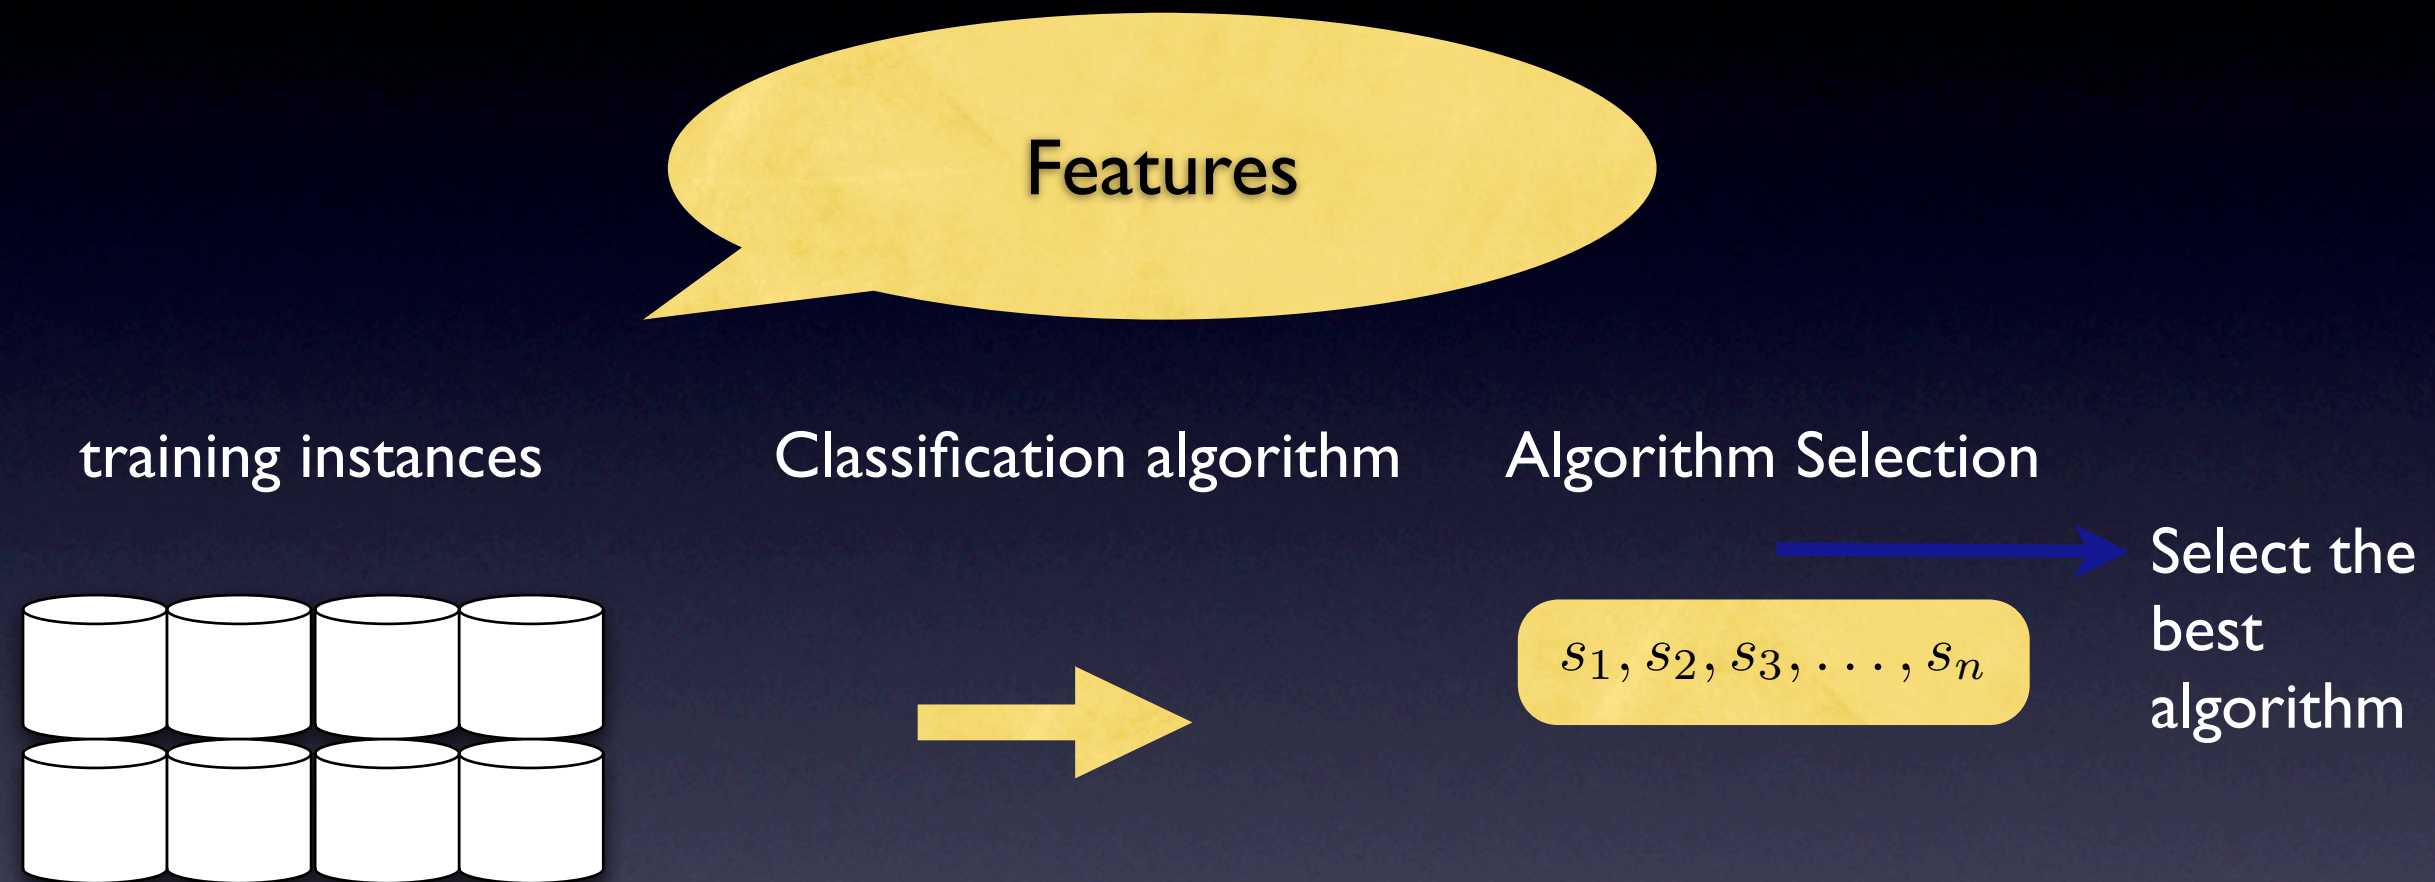 Features
training instances
Classification algorithm
Algorithm Selection
Select the
best
algorithm
s₁, s₂, s₃, . . . , sₙ